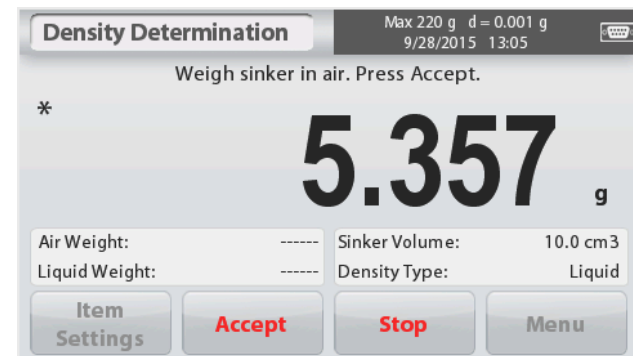 Density Determination
Max 220 g d = 0.001 g
9/28/2015 13:05
Weigh sinker in air. Press Accept.
*
5.357 g
Air Weight: ------
Liquid Weight: ------
Sinker Volume: 10.0 cm3
Density Type: Liquid
Item
Settings
Accept
Stop
Menu